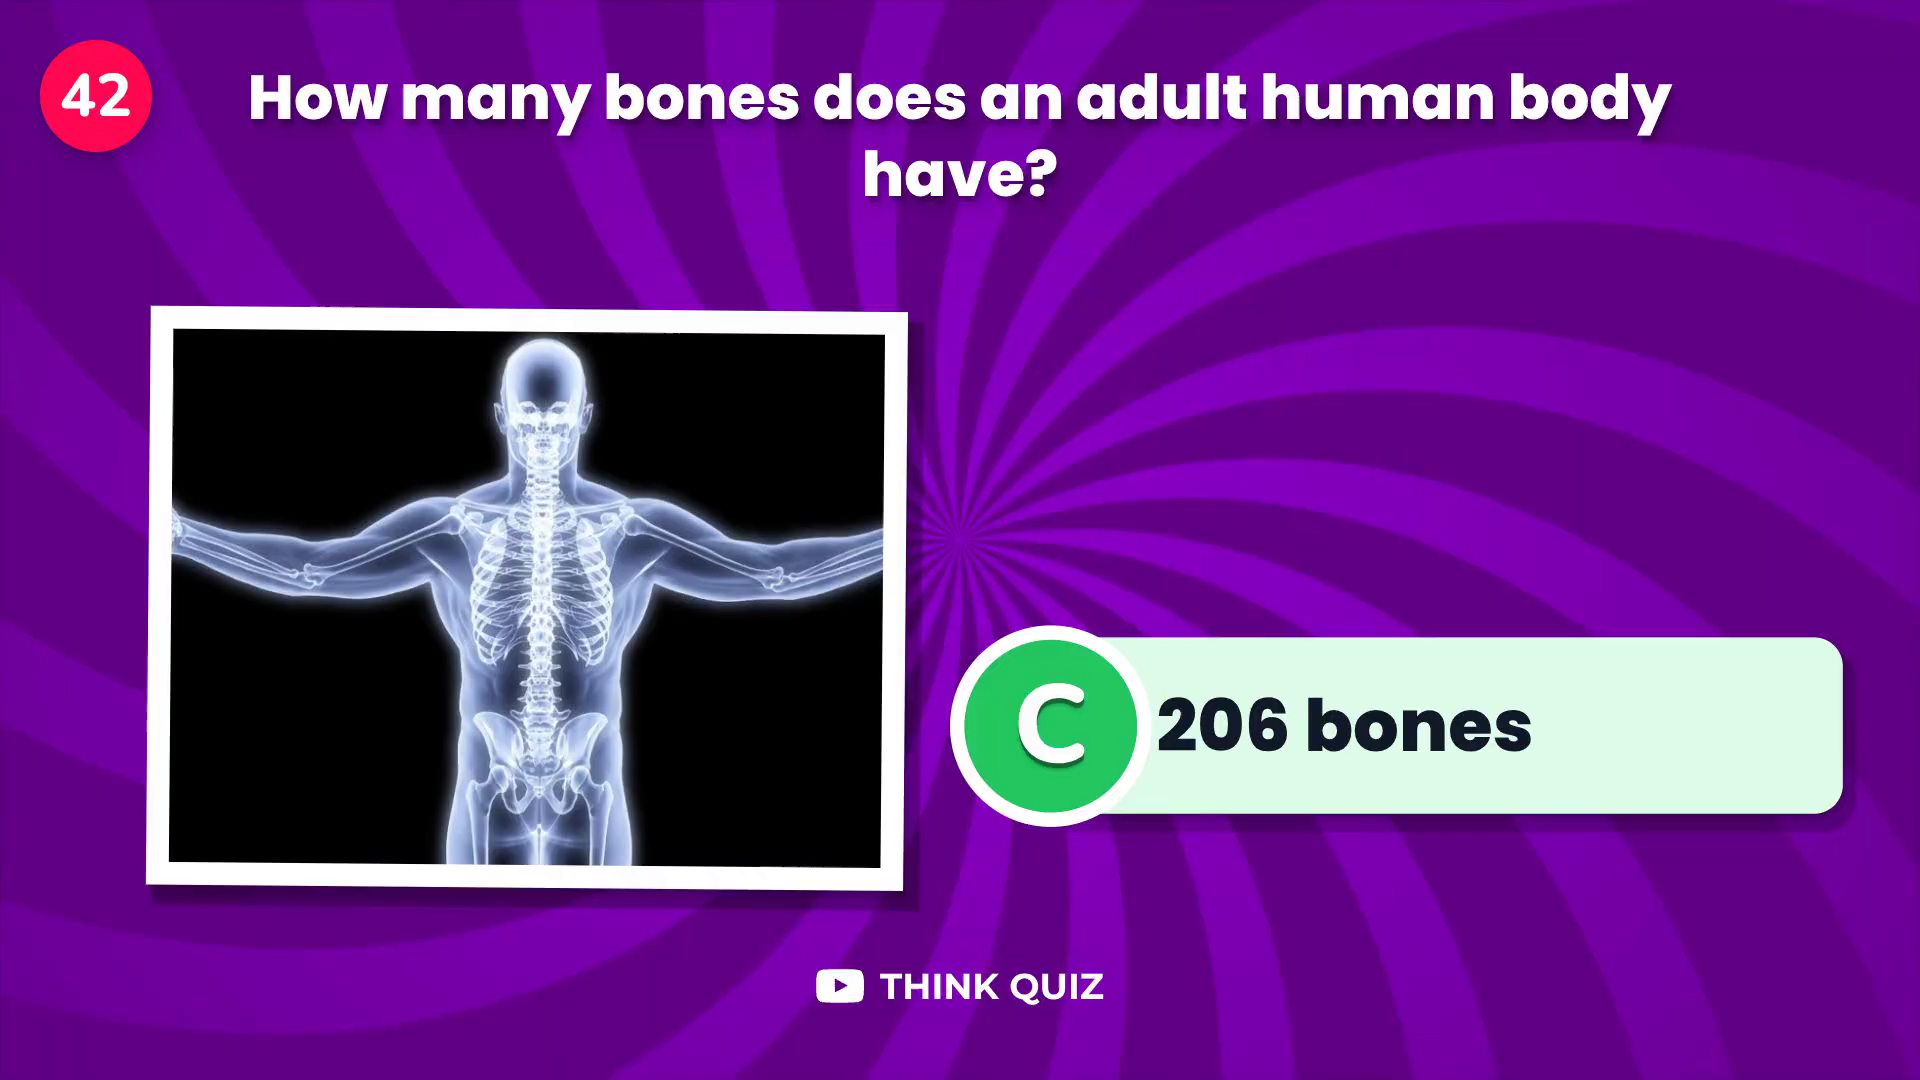 42
How many bones does an adult human body
have?
C
206 bones
THINK QUIZ